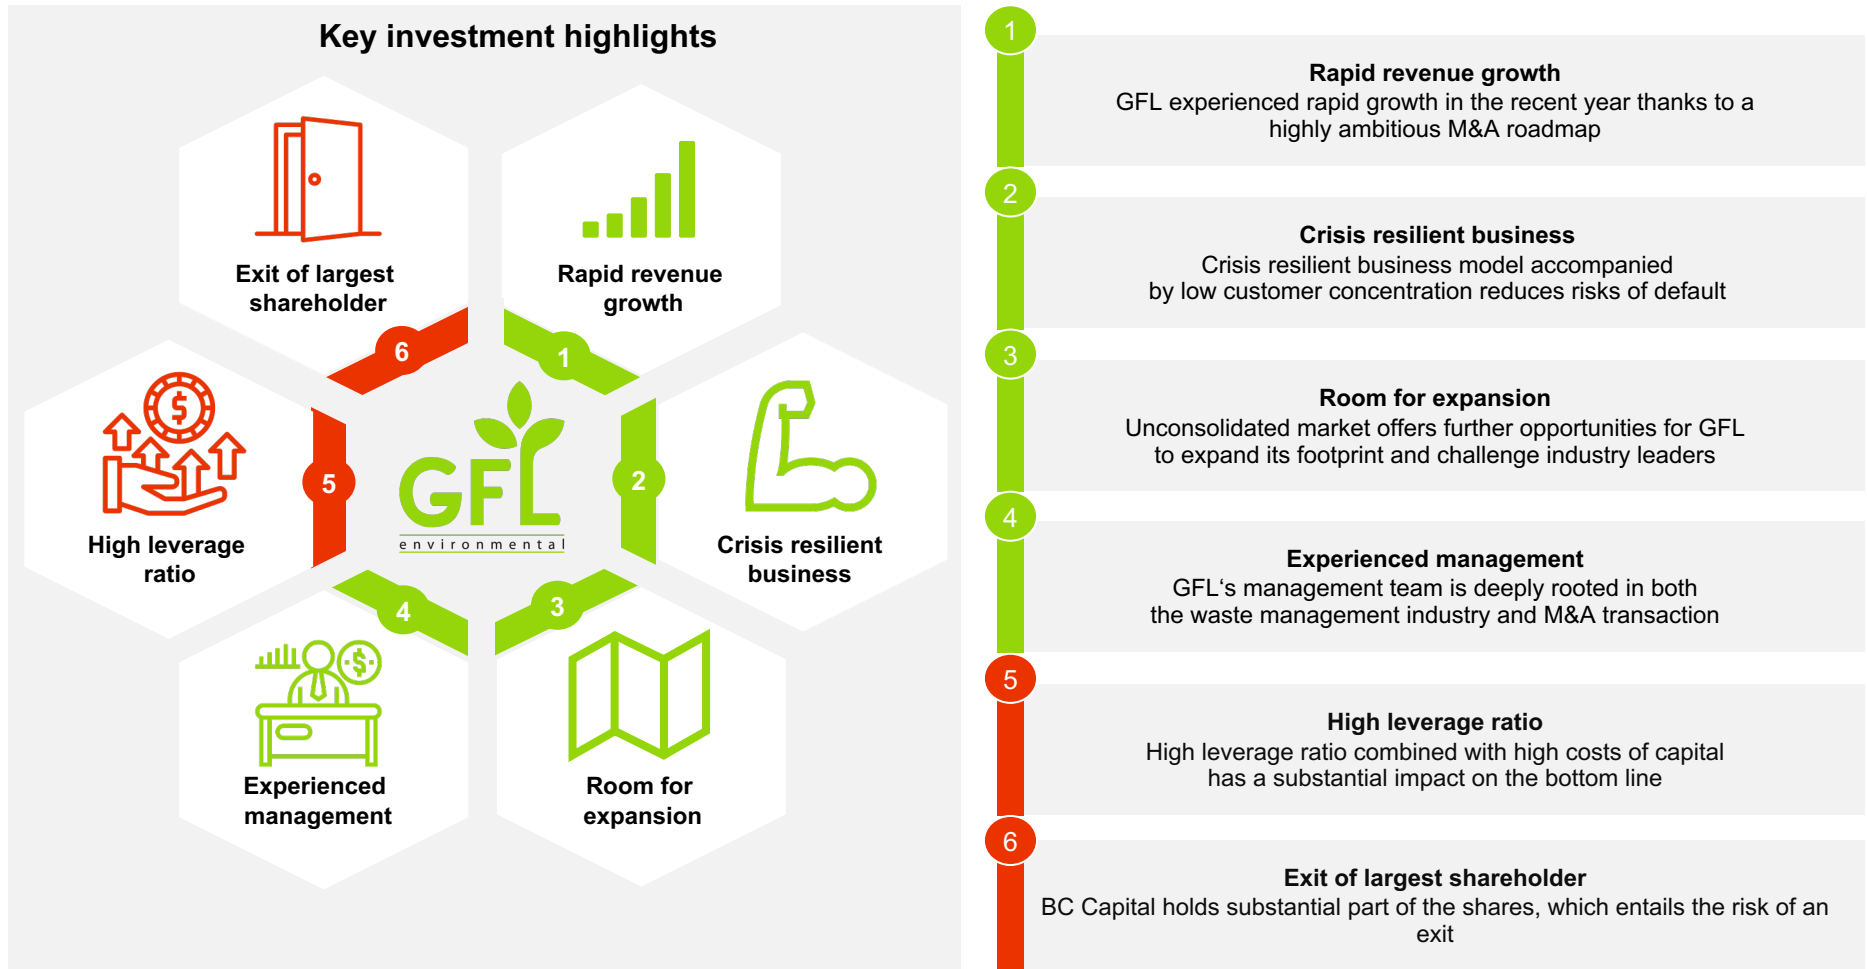 Key investment highlights
Exit of largest
shareholder
Rapid revenue
growth
6
1
High leverage
ratio
5
GFL
environmental
2
Crisis resilient
business
4
3
Experienced
management
Room for
expansion
1
Rapid revenue growth
GFL experienced rapid growth in the recent year thanks to a
highly ambitious M&A roadmap
2
Crisis resilient business
Crisis resilient business model accompanied
by low customer concentration reduces risks of default
3
Room for expansion
Unconsolidated market offers further opportunities for GFL
to expand its footprint and challenge industry leaders
4
Experienced management
GFL‘s management team is deeply rooted in both
the waste management industry and M&A transaction
5
High leverage ratio
High leverage ratio combined with high costs of capital
has a substantial impact on the bottom line
6
Exit of largest shareholder
BC Capital holds substantial part of the shares, which entails the risk of an
exit